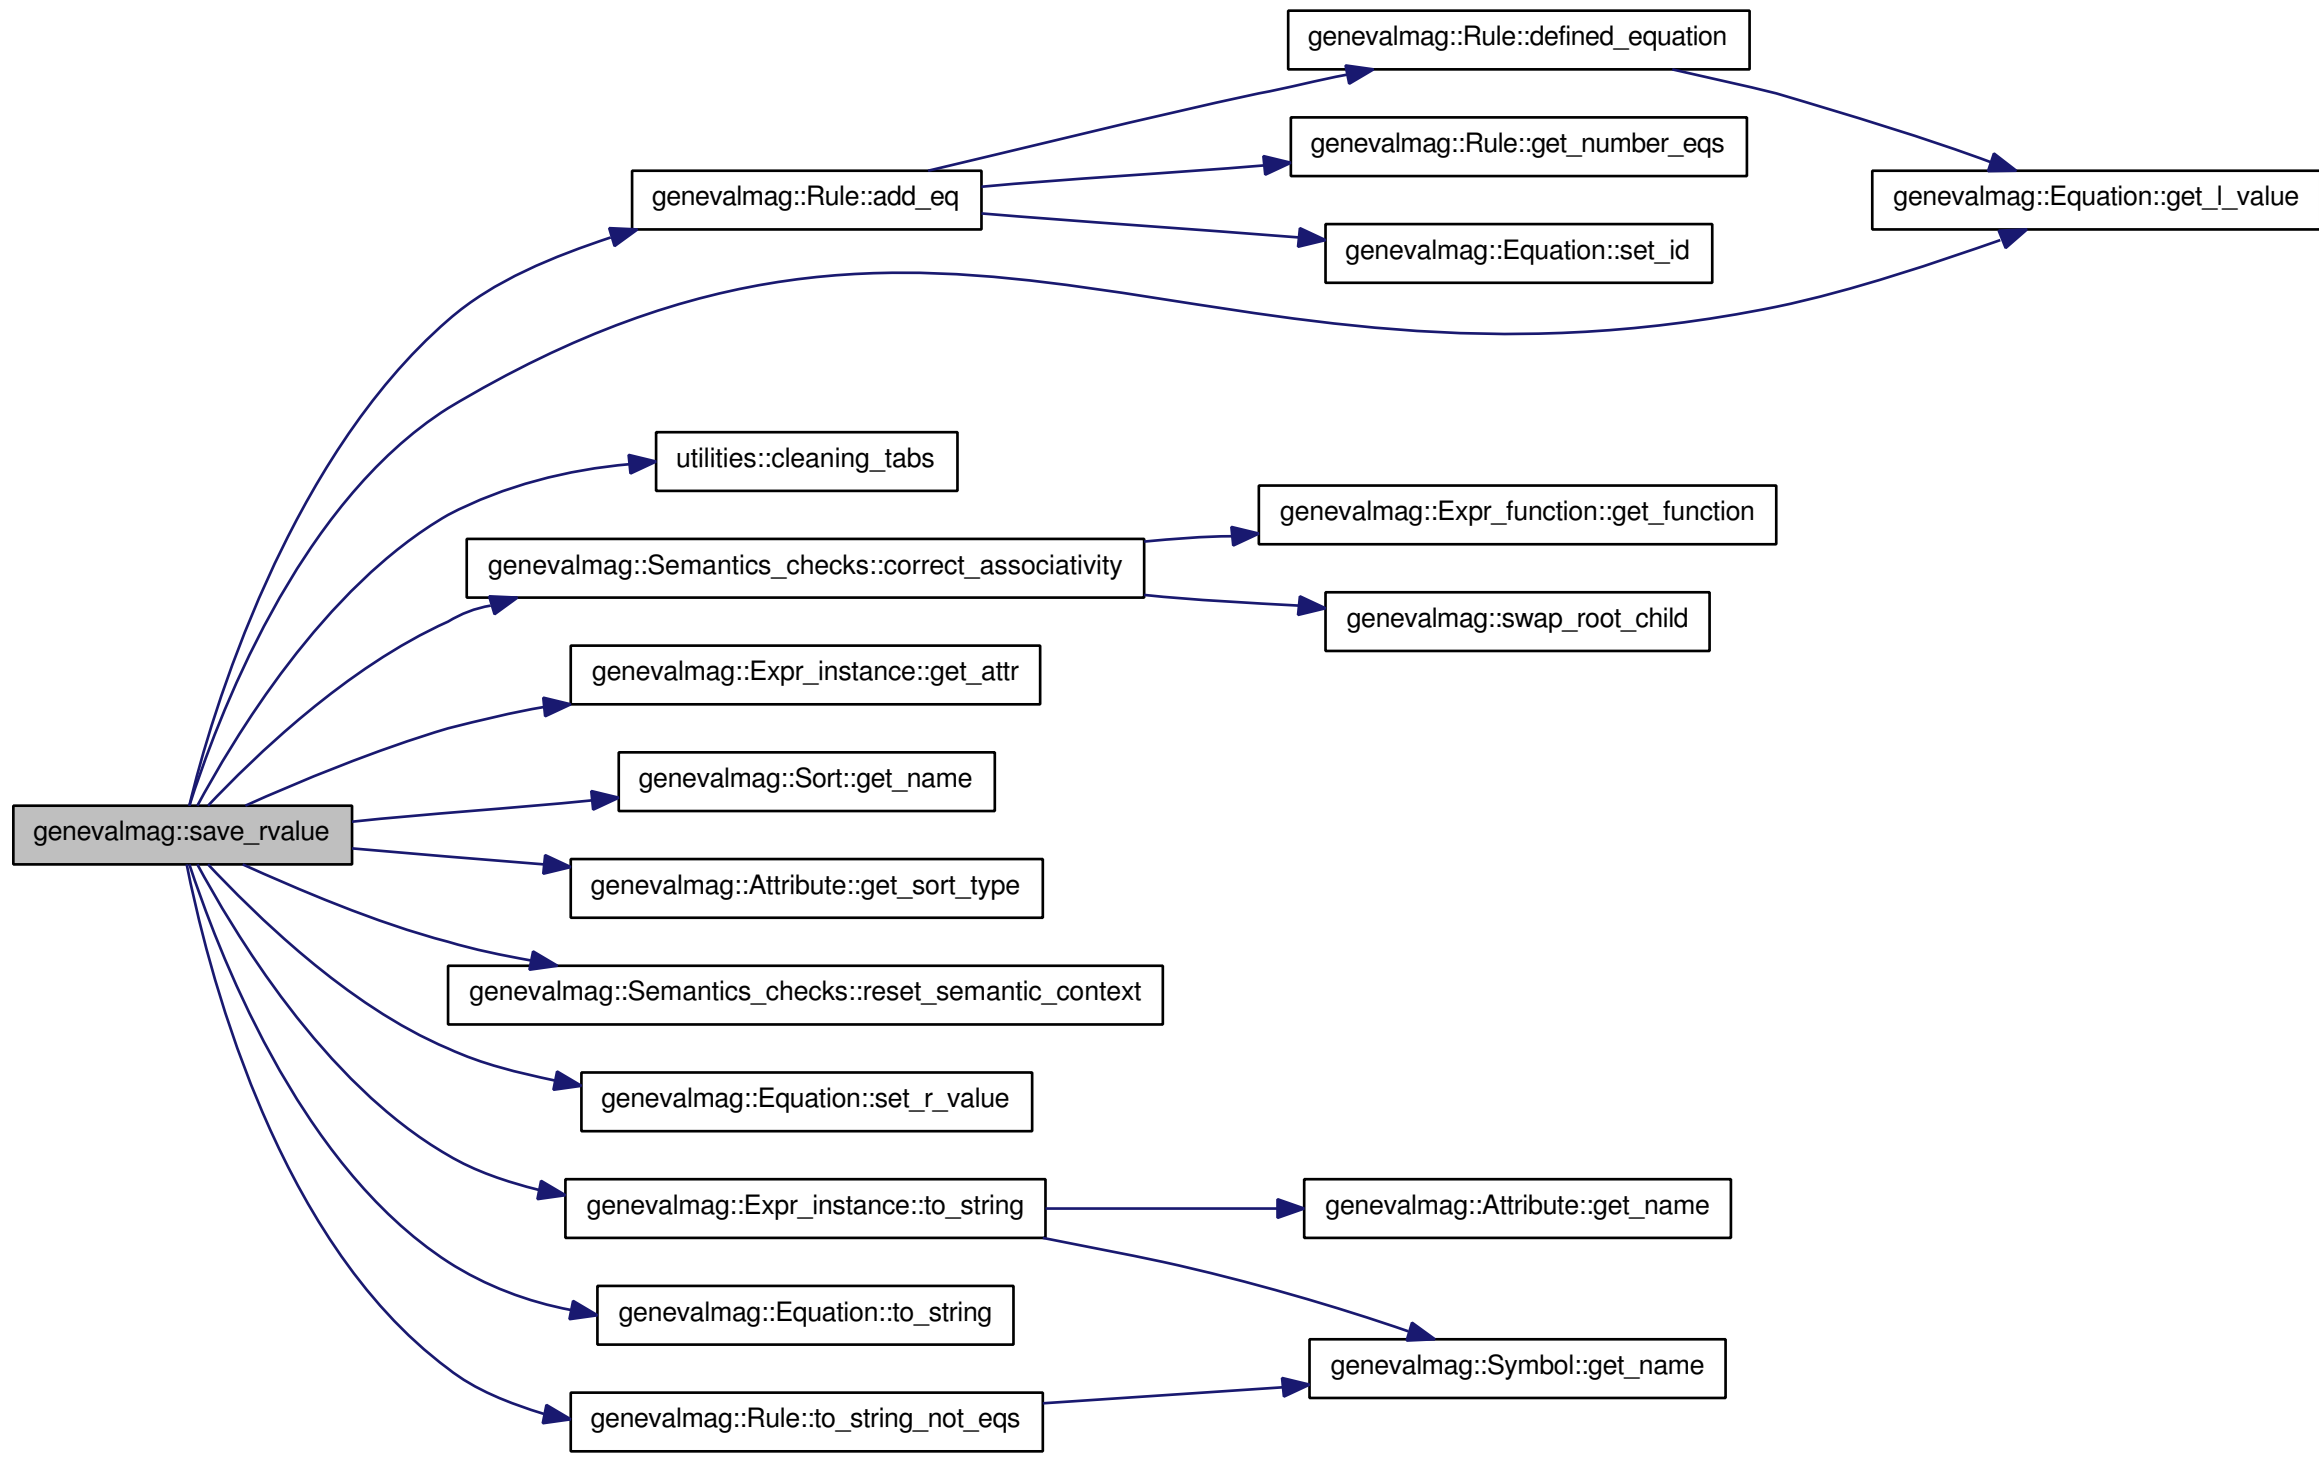 genevalmag::Rule::defined_equation
genevalmag::Rule::get_number_eqs
genevalmag::Rule::add_eq
genevalmag::Equation::get_l_value
genevalmag::Equation::set_id
utilities::cleaning_tabs
genevalmag::Expr_function::get_function
genevalmag::Semantics_checks::correct_associativity
genevalmag::swap_root_child
genevalmag::Expr_instance::get_attr
genevalmag::Sort::get_name
genevalmag::save_rvalue
genevalmag::Attribute::get_sort_type
genevalmag::Semantics_checks::reset_semantic_context
genevalmag::Equation::set_r_value
genevalmag::Expr_instance::to_string
genevalmag::Attribute::get_name
genevalmag::Equation::to_string
genevalmag::Symbol::get_name
genevalmag::Rule::to_string_not_eqs